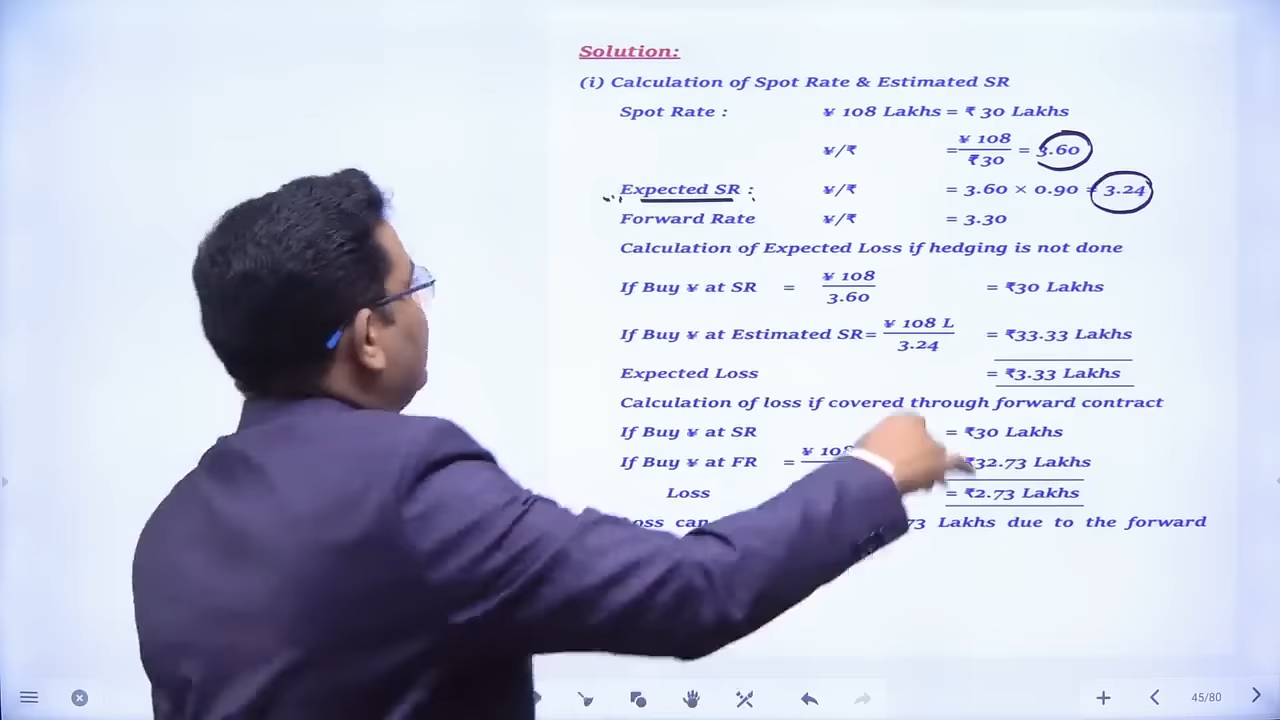 Solution:
(i) Calculation of Spot Rate & Estimated SR
Spot Rate : ¥ 108 Lakhs = ₹ 30 Lakhs
¥/₹ = ¥ 108 / ₹30 = 3.60
Expected SR : ¥/₹ = 3.60 × 0.90 = 3.24
Forward Rate ¥/₹ = 3.30
Calculation of Expected Loss if hedging is not done
If Buy ¥ at SR = ¥ 108 / 3.60 = ₹30 Lakhs
If Buy ¥ at Estimated SR= ¥ 108 L / 3.24 = ₹33.33 Lakhs
Expected Loss = ₹3.33 Lakhs
Calculation of loss if covered through forward contract
If Buy ¥ at SR = ₹30 Lakhs
If Buy ¥ at FR = ¥ ₹32.73 Lakhs
Loss = ₹2.73 Lakhs
Lakhs due to the forward
45/80